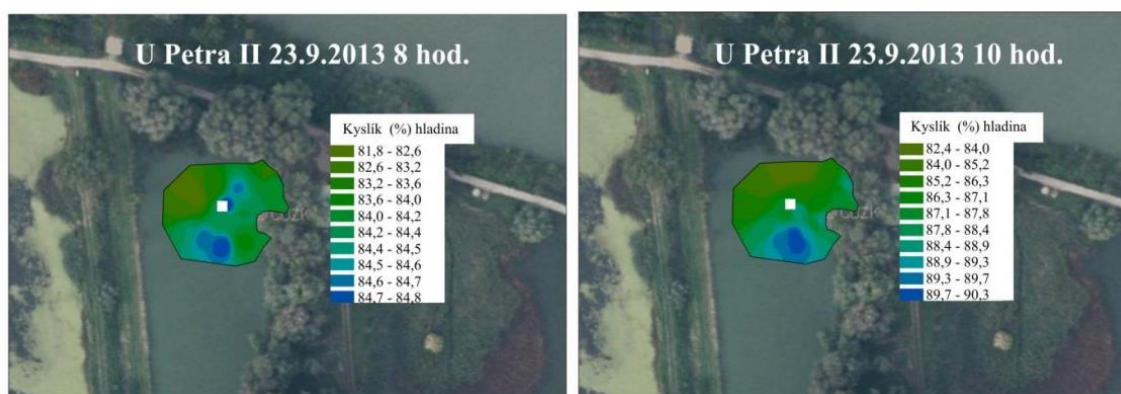 U Petra II 23.9.2013 8 hod.
Kyslík (%) hladina
81,8 - 82,6
82,6 - 83,2
83,2 - 83,6
83,6 - 84,0
84,0 - 84,2
84,2 - 84,4
84,4 - 84,5
84,5 - 84,6
84,6 - 84,7
84,7 - 84,8
U Petra II 23.9.2013 10 hod.
Kyslík (%) hladina
82,4 - 84,0
84,0 - 85,2
85,2 - 86,3
86,3 - 87,1
87,1 - 87,8
87,8 - 88,4
88,4 - 88,9
88,9 - 89,3
89,3 - 89,7
89,7 - 90,3